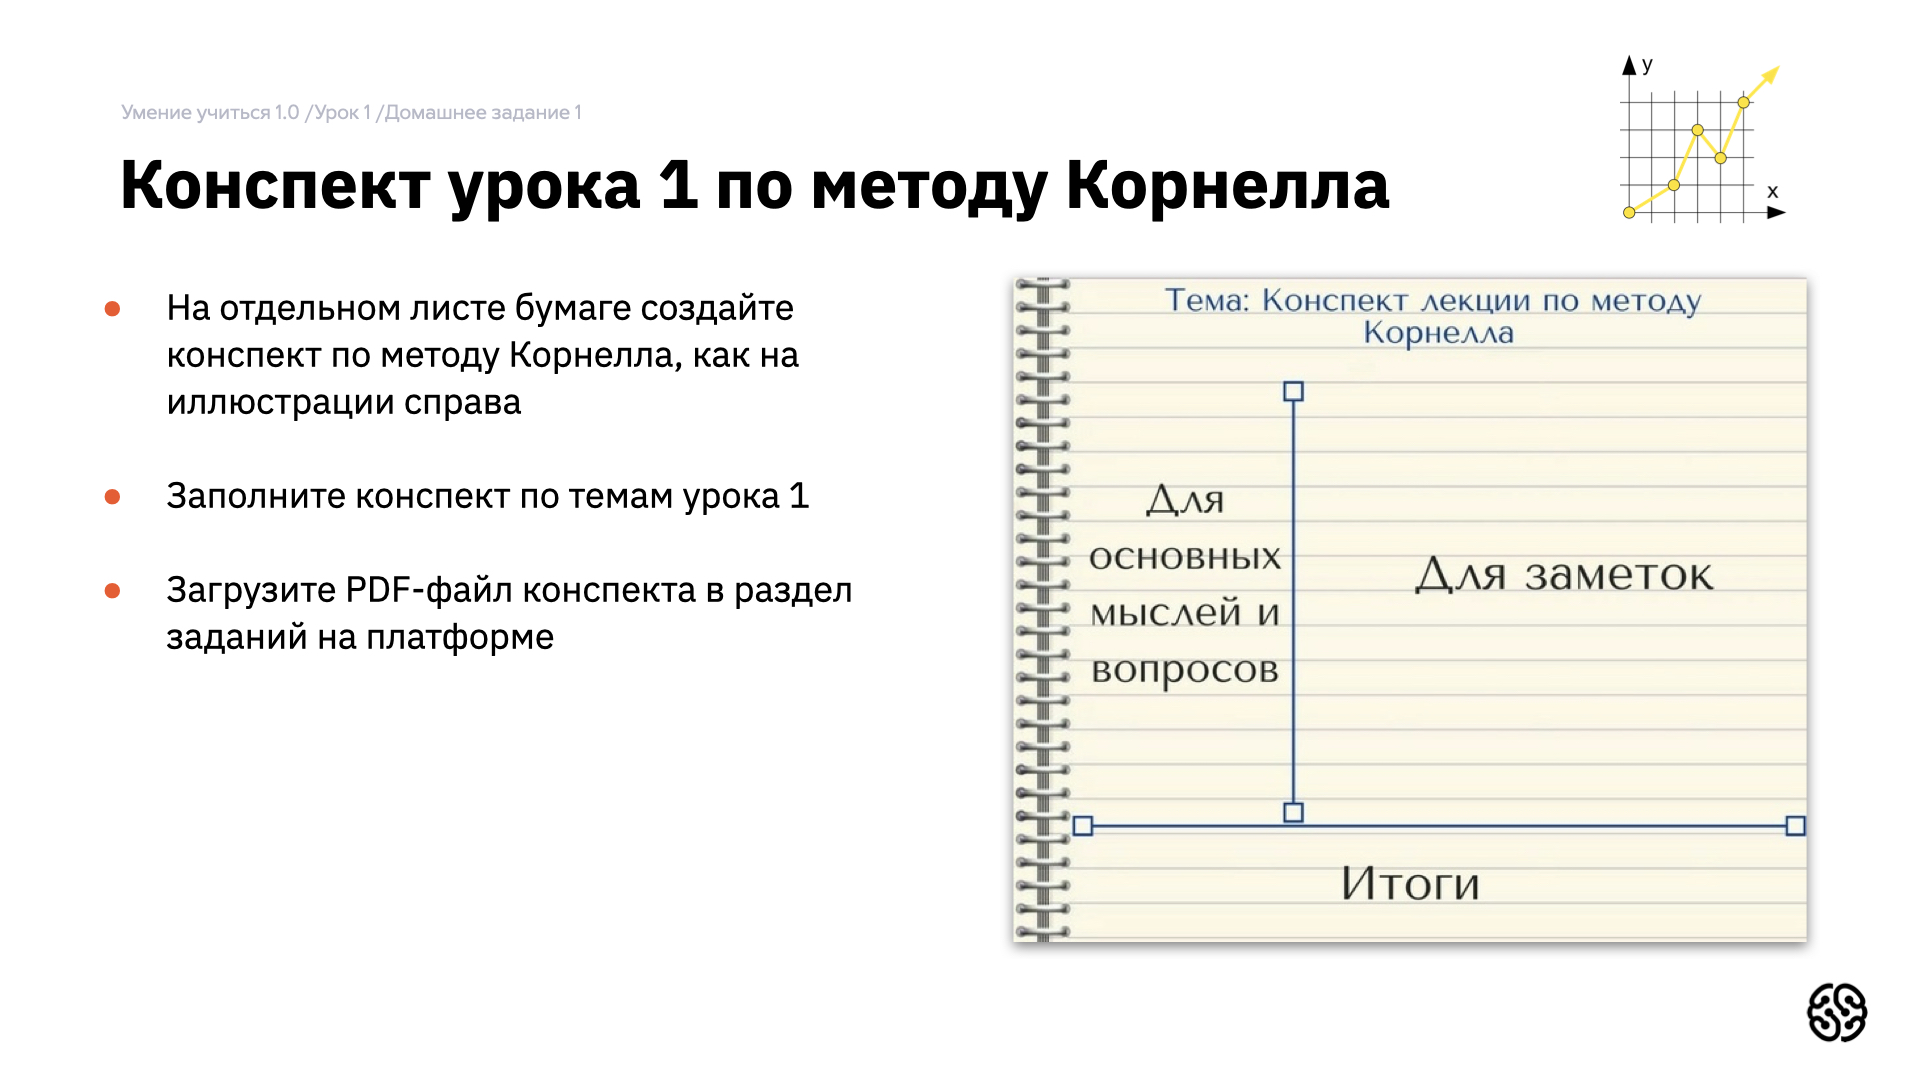 Умение учиться 1.0 /Урок 1 /Домашнее задание 1
Конспект урока 1 по методу Корнелла
y
x
На отдельном листе бумаге создайте
конспект по методу Корнелла, как на
иллюстрации справа
Заполните конспект по темам урока 1
Загрузите PDF-файл конспекта в раздел
заданий на платформе
Тема: Конспект лекции по методу
Корнелла
Для
основных
мыслей и
вопросов
Для заметок
Итоги